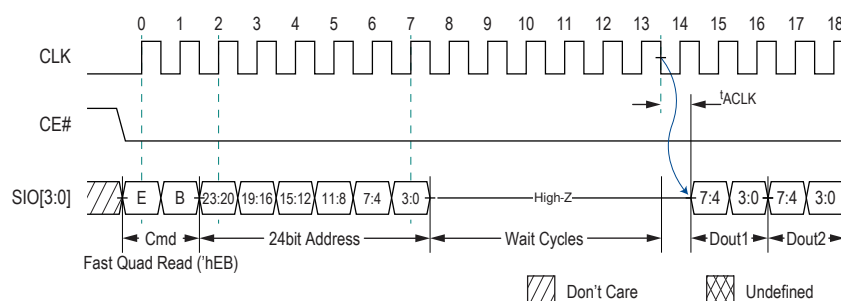 0 1 2 3 4 5 6 7 8 9 10 11 12 13 14 15 16 17 18
CLK
tACLK
CE#
SIO[3:0] E B 23:20 19:16 15:12 11:8 7:4 3:0 High-Z 7:4 3:0 7:4 3:0
Cmd 24bit Address Wait Cycles Dout1 Dout2
Fast Quad Read ('hEB)
Don't Care Undefined